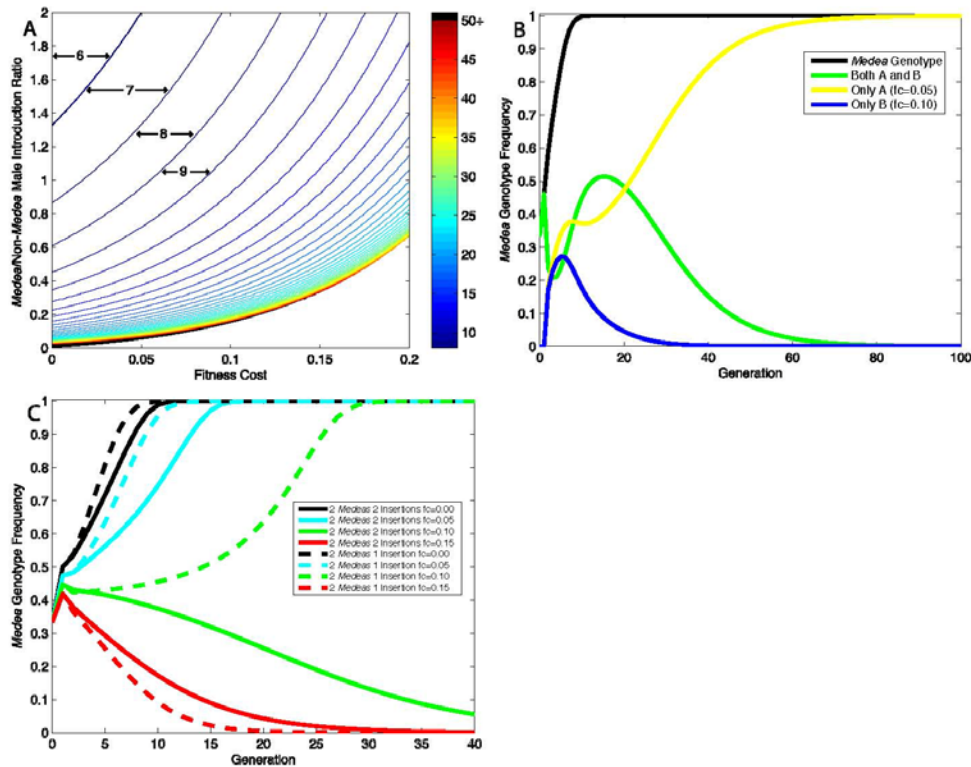 A
2
1.8
1.6
1.4
1.2
1
0.8
0.6
0.4
0.2
0
6
7
8
9
0 0.05 0.1 0.15 0.2
Medea/Non-Medea Male Introduction Ratio
Fitness Cost
50+
45
40
35
30
25
20
15
10
B
1
0.9
0.8
0.7
0.6
0.5
0.4
0.3
0.2
0.1
0
Medea Genotype Frequency
Medea Genotype
Both A and B
Only A (fc=0.05)
Only B (fc=0.10)
0 20 40 60 80 100
Generation
C
1
0.9
0.8
0.7
0.6
0.5
0.4
0.3
0.2
0.1
0
Medea Genotype Frequency
2 Medeas 2 Insertions fc=0.00
2 Medeas 2 Insertions fc=0.05
2 Medeas 2 Insertions fc=0.10
2 Medeas 2 Insertions fc=0.15
2 Medeas 1 Insertion fc=0.00
2 Medeas 1 Insertion fc=0.05
2 Medeas 1 Insertion fc=0.10
2 Medeas 1 Insertion fc=0.15
0 5 10 15 20 25 30 35 40
Generation